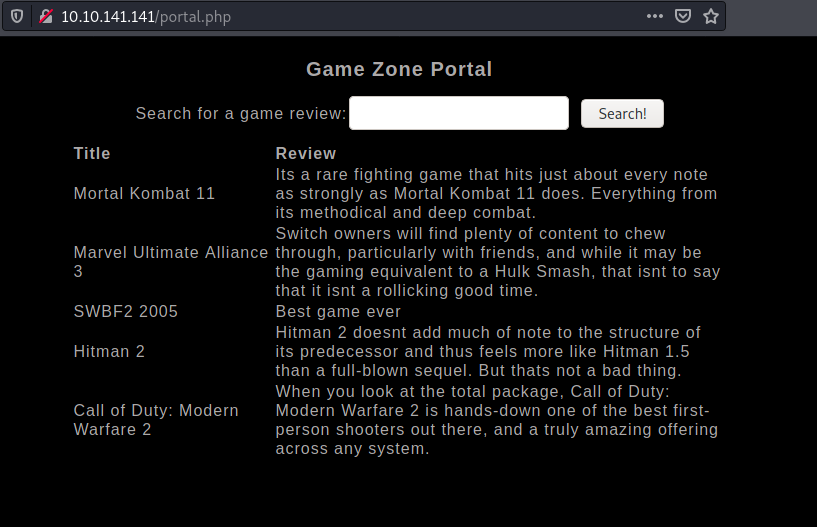 10.10.141.141/portal.php
Game Zone Portal
Search for a game review: Search!
Title Review
Mortal Kombat 11
Its a rare fighting game that hits just about every note
as strongly as Mortal Kombat 11 does. Everything from
its methodical and deep combat.
Marvel Ultimate Alliance
3
Switch owners will find plenty of content to chew
through, particularly with friends, and while it may be
the gaming equivalent to a Hulk Smash, that isnt to say
that it isnt a rollicking good time.
SWBF2 2005 Best game ever
Hitman 2
Hitman 2 doesnt add much of note to the structure of
its predecessor and thus feels more like Hitman 1.5
than a full-blown sequel. But thats not a bad thing.
Call of Duty: Modern
Warfare 2
When you look at the total package, Call of Duty:
Modern Warfare 2 is hands-down one of the best first-
person shooters out there, and a truly amazing offering
across any system.